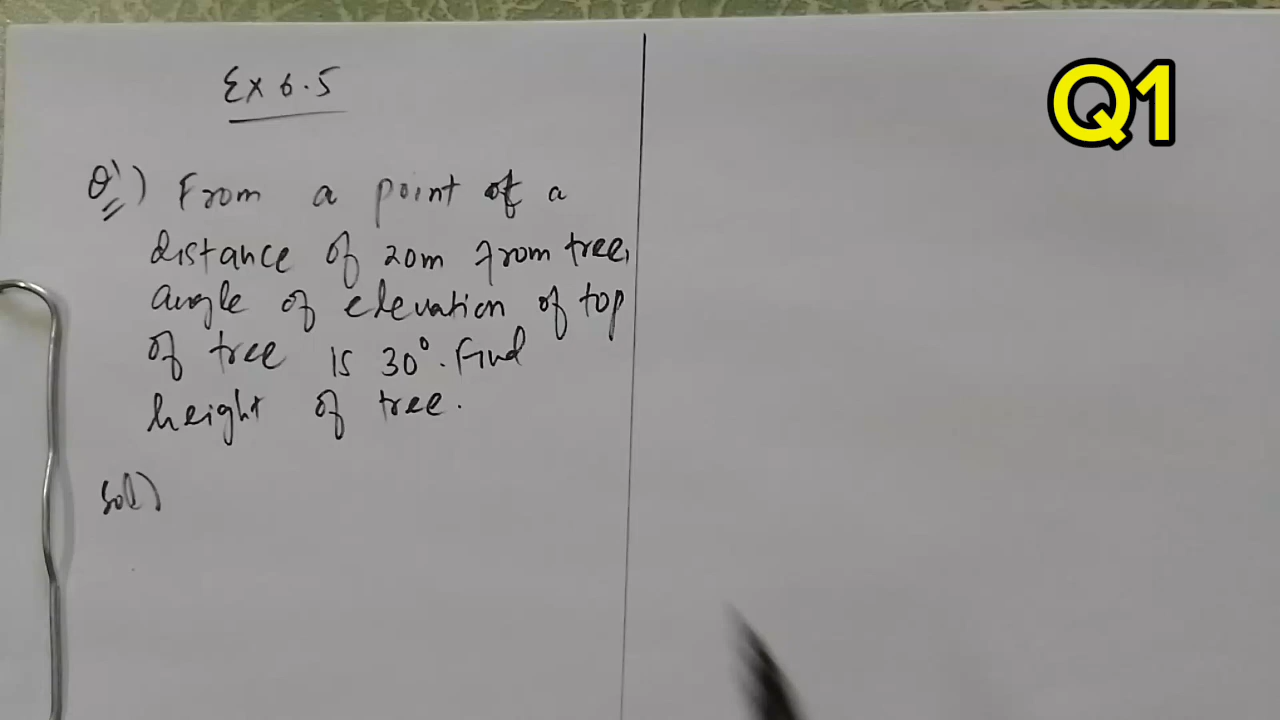 Ex 6.5
Q1
Q1) From a point of a
distance of 20m from tree,
angle of elevation of top
of tree is 30°. Find
height of tree.
Sol)